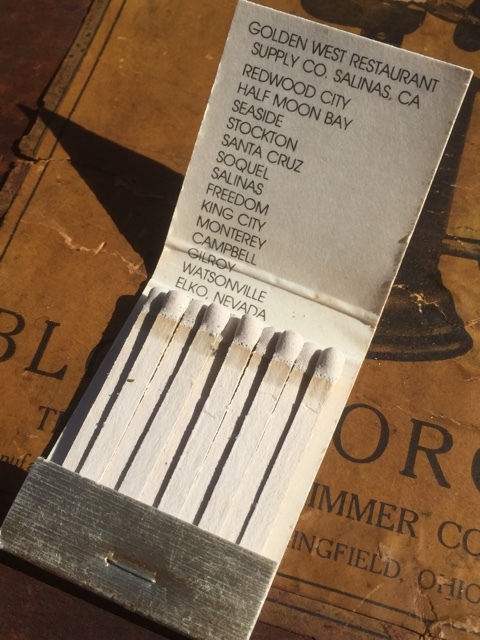 GOLDEN WEST RESTAURANT
SUPPLY CO. SALINAS, CA
REDWOOD CITY
HALF MOON BAY
SEASIDE
STOCKTON
SANTA CRUZ
SOQUEL
SALINAS
FREEDOM
KING CITY
MONTEREY
CAMPBELL
GILROY
WATSONVILLE
ELKO, NEVADA